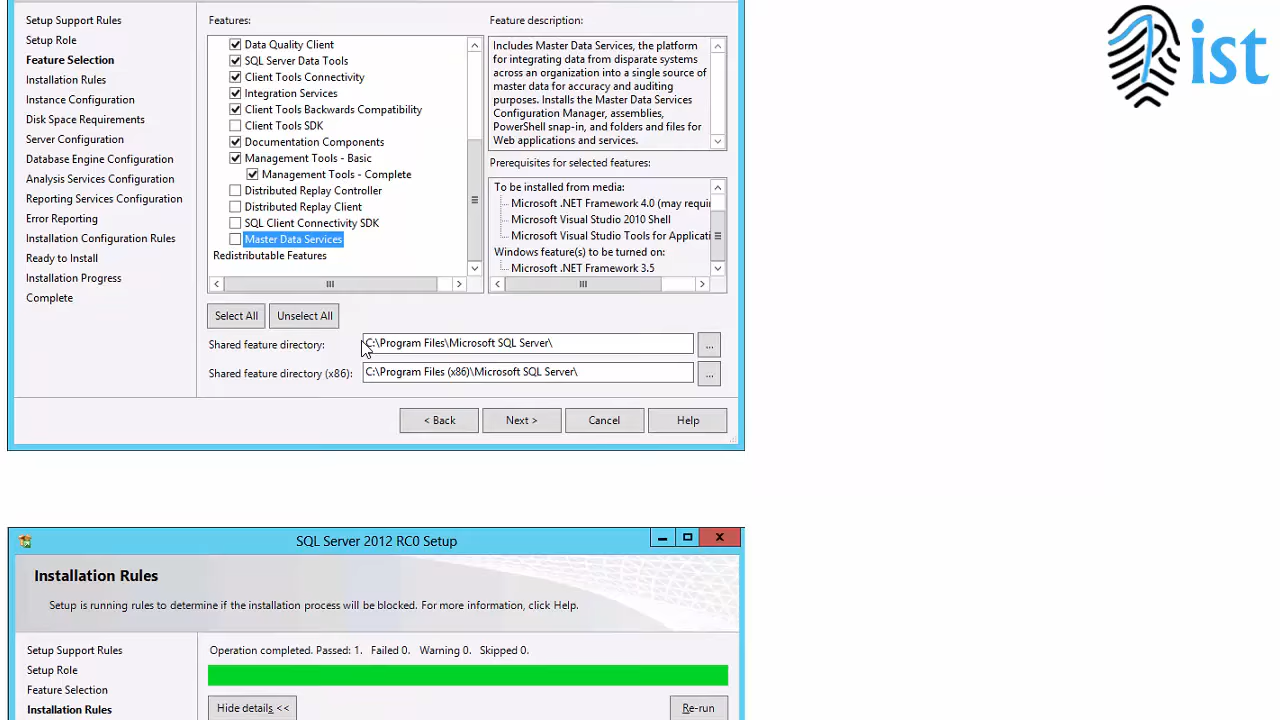 Setup Support Rules
Setup Role
Feature Selection
Installation Rules
Instance Configuration
Disk Space Requirements
Server Configuration
Database Engine Configuration
Analysis Services Configuration
Reporting Services Configuration
Error Reporting
Installation Configuration Rules
Ready to Install
Installation Progress
Complete
Features:
Data Quality Client
SQL Server Data Tools
Client Tools Connectivity
Integration Services
Client Tools Backwards Compatibility
Client Tools SDK
Documentation Components
Management Tools - Basic
Management Tools - Complete
Distributed Replay Controller
Distributed Replay Client
SQL Client Connectivity SDK
Master Data Services
Redistributable Features
Feature description:
Includes Master Data Services, the platform
for integrating data from disparate systems
across an organization into a single source of
master data for accuracy and auditing
purposes. Installs the Master Data Services
Configuration Manager, assemblies,
PowerShell snap-in, and folders and files for
Web applications and services.
Prerequisites for selected features:
To be installed from media:
Microsoft .NET Framework 4.0 (may requi
Microsoft Visual Studio 2010 Shell
Microsoft Visual Studio Tools for Applicati
Windows feature(s) to be turned on:
Microsoft .NET Framework 3.5
Select All
Unselect All
Shared feature directory:
C:\Program Files\Microsoft SQL Server\
...
Shared feature directory (x86):
C:\Program Files (x86)\Microsoft SQL Server\
...
< Back
Next >
Cancel
Help
ist
SQL Server 2012 RC0 Setup
Installation Rules
Setup is running rules to determine if the installation process will be blocked. For more information, click Help.
Setup Support Rules
Setup Role
Feature Selection
Installation Rules
Operation completed. Passed: 1. Failed 0. Warning 0. Skipped 0.
Hide details <<
Re-run